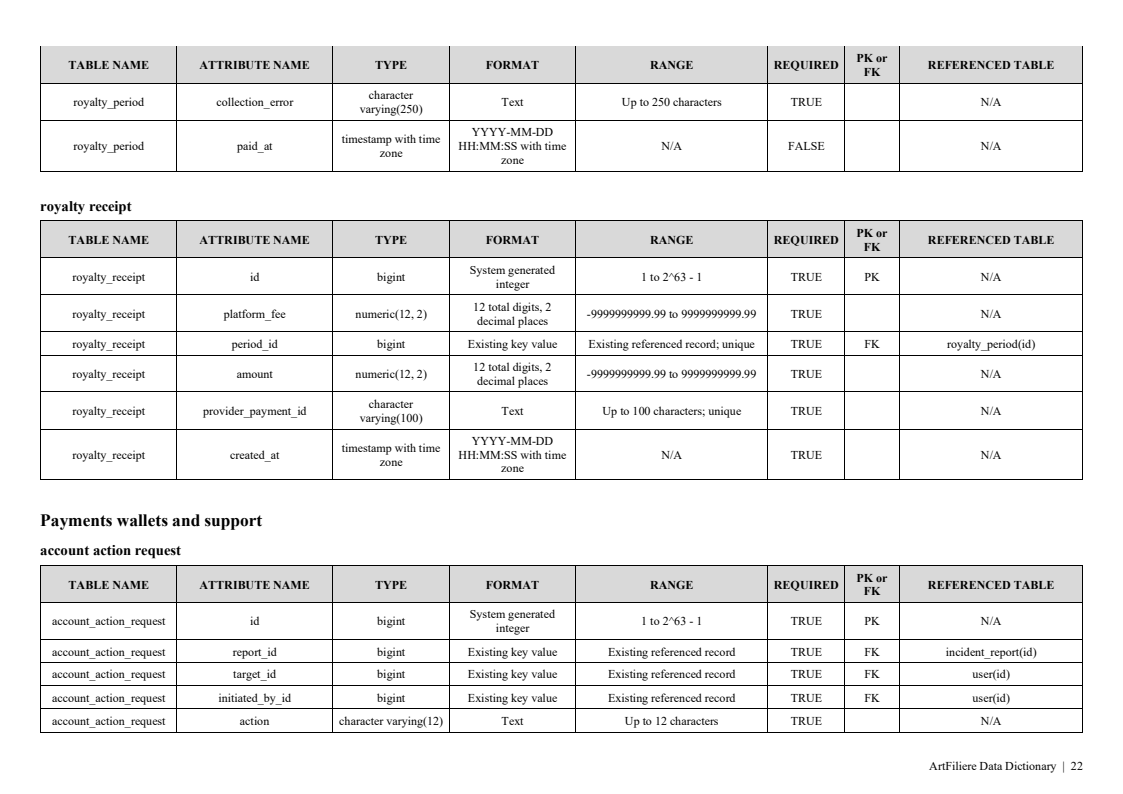 TABLE NAME ATTRIBUTE NAME TYPE FORMAT RANGE REQUIRED PK or FK REFERENCED TABLE
royalty_period collection_error character varying(250) Text Up to 250 characters TRUE N/A
royalty_period paid_at timestamp with time zone YYYY-MM-DD HH:MM:SS with time zone N/A FALSE N/A
royalty receipt
TABLE NAME ATTRIBUTE NAME TYPE FORMAT RANGE REQUIRED PK or FK REFERENCED TABLE
royalty_receipt id bigint System generated integer 1 to 2^63 - 1 TRUE PK N/A
royalty_receipt platform_fee numeric(12, 2) 12 total digits, 2 decimal places -9999999999.99 to 9999999999.99 TRUE N/A
royalty_receipt period_id bigint Existing key value Existing referenced record; unique TRUE FK royalty_period(id)
royalty_receipt amount numeric(12, 2) 12 total digits, 2 decimal places -9999999999.99 to 9999999999.99 TRUE N/A
royalty_receipt provider_payment_id character varying(100) Text Up to 100 characters; unique TRUE N/A
royalty_receipt created_at timestamp with time zone YYYY-MM-DD HH:MM:SS with time zone N/A TRUE N/A
Payments wallets and support
account action request
TABLE NAME ATTRIBUTE NAME TYPE FORMAT RANGE REQUIRED PK or FK REFERENCED TABLE
account_action_request id bigint System generated integer 1 to 2^63 - 1 TRUE PK N/A
account_action_request report_id bigint Existing key value Existing referenced record TRUE FK incident_report(id)
account_action_request target_id bigint Existing key value Existing referenced record TRUE FK user(id)
account_action_request initiated_by_id bigint Existing key value Existing referenced record TRUE FK user(id)
account_action_request action character varying(12) Text Up to 12 characters TRUE N/A
ArtFiliere Data Dictionary | 22